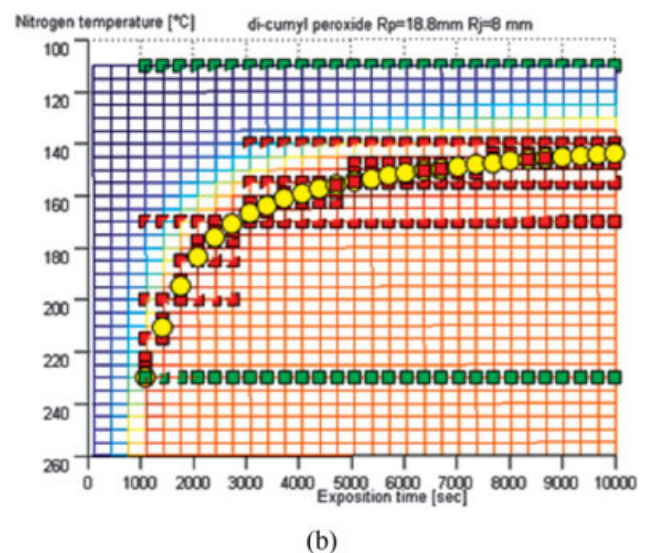 Nitrogen temperature [°C] di-cumyl peroxide Rp=18.8mm Rj=8 mm
100
120
140
160
180
200
220
240
260
0 1000 2000 3000 4000 5000 6000 7000 8000 9000 10000
Exposition time [sec]
(b)